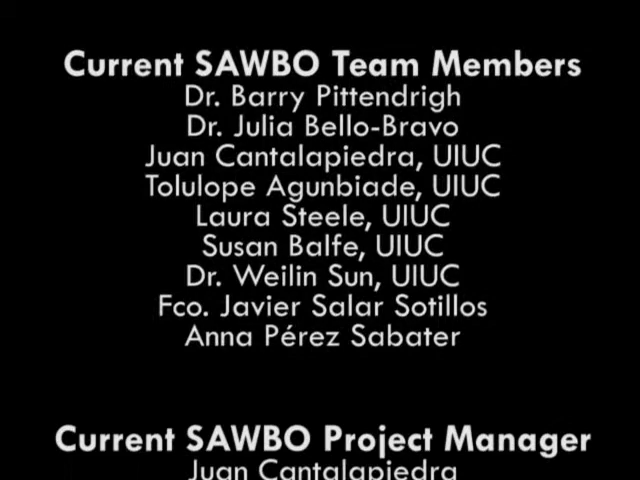 Current SAWBO Team Members
Dr. Barry Pittendrigh
Dr. Julia Bello-Bravo
Juan Cantalapiedra, UIUC
Tolulope Agunbiade, UIUC
Laura Steele, UIUC
Susan Balfe, UIUC
Dr. Weilin Sun, UIUC
Fco. Javier Salar Sotillos
Anna Pérez Sabater
Current SAWBO Project Manager
Juan Cantalapiedra